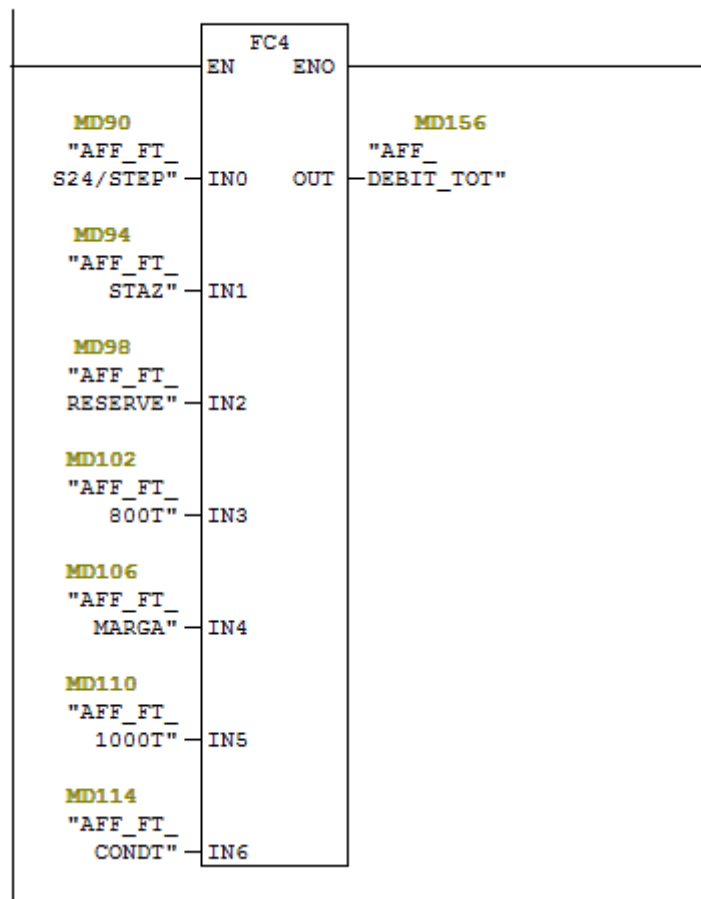 FC4
EN ENO
MD90 MD156
"AFF_FT_ "AFF_
S24/STEP" IN0 OUT DEBIT_TOT"
MD94
"AFF_FT_
STAZ" IN1
MD98
"AFF_FT_
RESERVE" IN2
MD102
"AFF_FT_
800T" IN3
MD106
"AFF_FT_
MARGA" IN4
MD110
"AFF_FT_
1000T" IN5
MD114
"AFF_FT_
CONDT" IN6